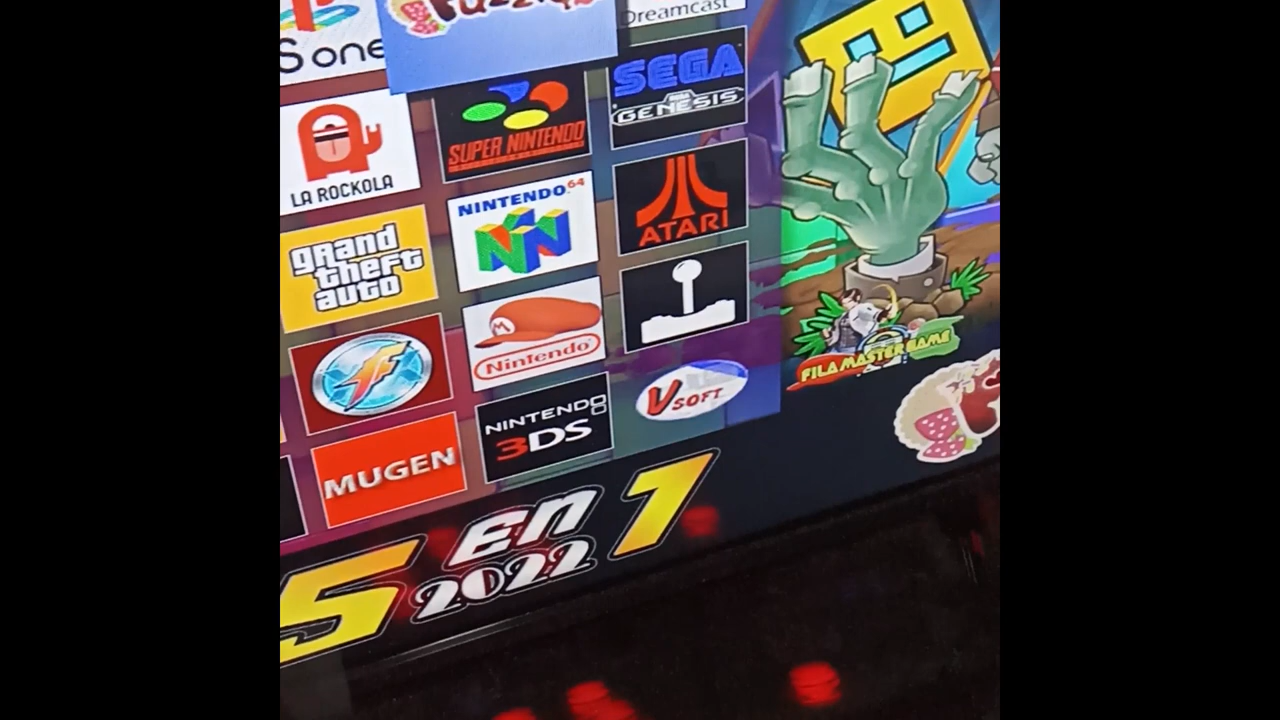 S one
Dreamcast
SEGA
GENESIS
SUPER NINTENDO
LA ROCKOLA
ATARI
NINTENDO 64
grand
theft
auto
Nintendo
F
V SOFT
NINTENDO
3DS
MUGEN
FILAMASTER GAME
5 En 1
2022